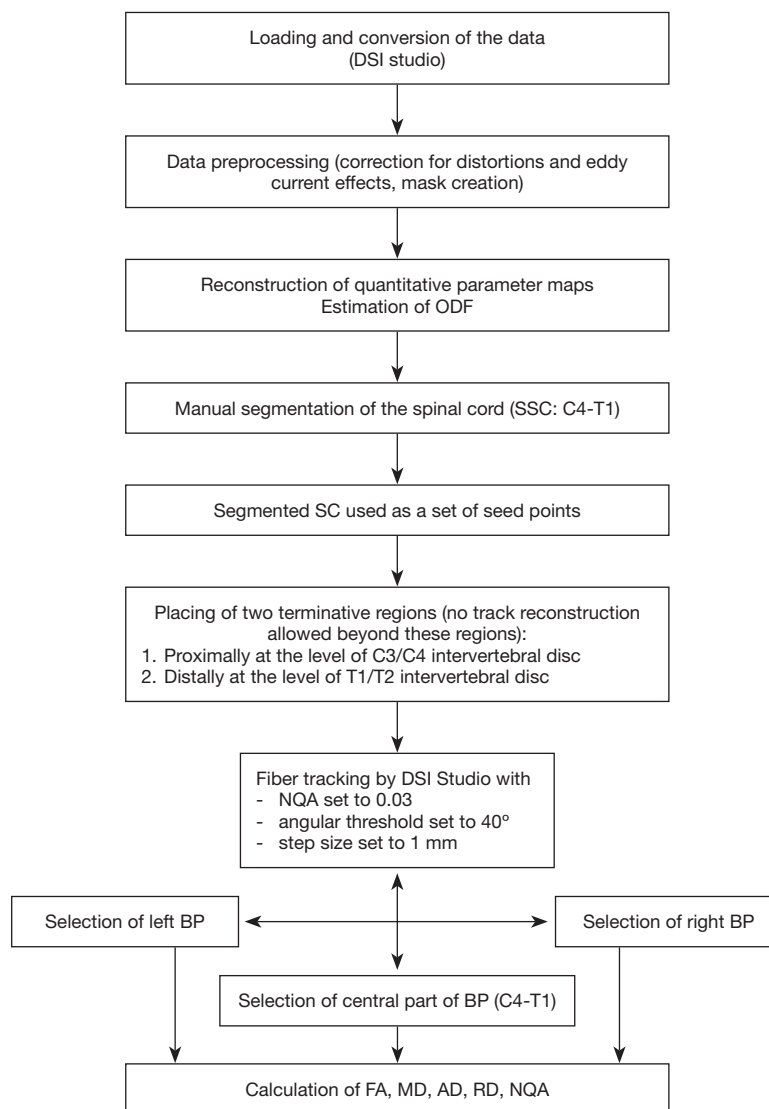 Loading and conversion of the data
(DSI studio)
Data preprocessing (correction for distortions and eddy
current effects, mask creation)
Reconstruction of quantitative parameter maps
Estimation of ODF
Manual segmentation of the spinal cord (SSC: C4-T1)
Segmented SC used as a set of seed points
Placing of two terminative regions (no track reconstruction
allowed beyond these regions):
1. Proximally at the level of C3/C4 intervertebral disc
2. Distally at the level of T1/T2 intervertebral disc
Fiber tracking by DSI Studio with
- NQA set to 0.03
- angular threshold set to 40º
- step size set to 1 mm
Selection of left BP
Selection of right BP
Selection of central part of BP (C4-T1)
Calculation of FA, MD, AD, RD, NQA